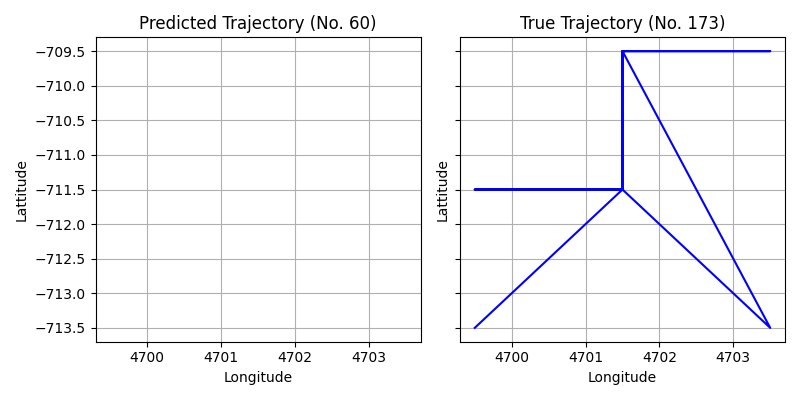 Predicted Trajectory (No. 60)
True Trajectory (No. 173)
−709.5
−710.0
−710.5
−711.0
−711.5
−712.0
−712.5
−713.0
−713.5
Lattitude
Lattitude
4700 4701 4702 4703
4700 4701 4702 4703
Longitude
Longitude